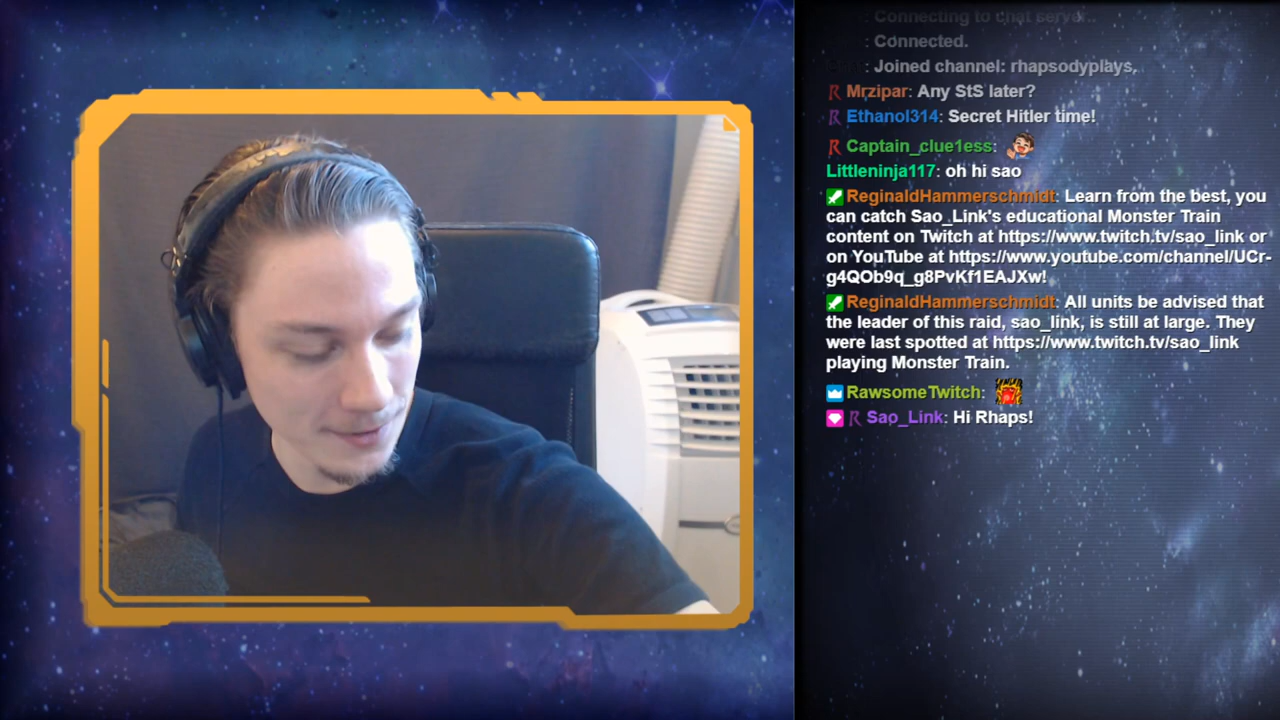 : Connecting to chat server..
: Connected.
: Joined channel: rhapsodyplays,
Mrzipar: Any StS later?
Ethanol314: Secret Hitler time!
Captain_clue1ess:
Littleninja117: oh hi sao
ReginaldHammerschmidt: Learn from the best, you
can catch Sao_Link's educational Monster Train
content on Twitch at https://www.twitch.tv/sao_link or
on YouTube at https://www.youtube.com/channel/UCr-
g4QOb9q_g8PvKf1EAJXw!
ReginaldHammerschmidt: All units be advised that
the leader of this raid, sao_link, is still at large. They
were last spotted at https://www.twitch.tv/sao_link
playing Monster Train.
RawsomeTwitch:
Sao_Link: Hi Rhaps!